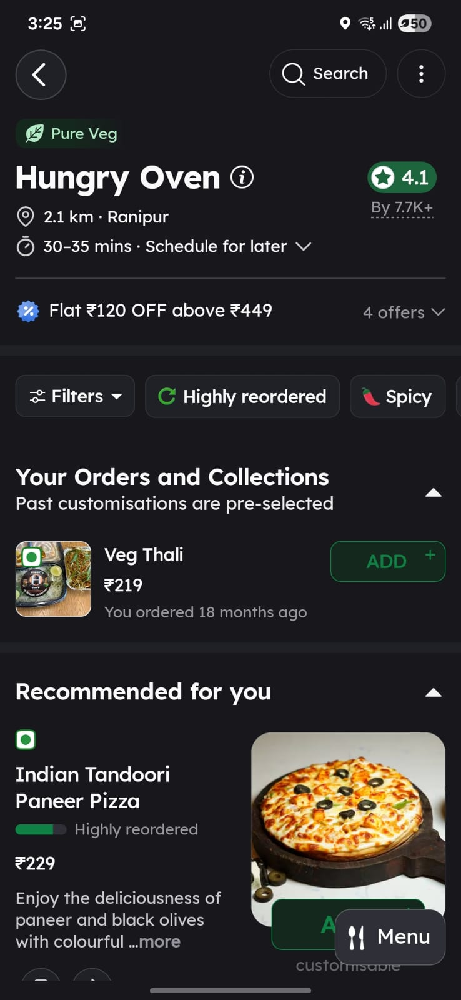 3:25
50
Search
Pure Veg
Hungry Oven
4.1
By 7.7K+
2.1 km · Ranipur
30–35 mins · Schedule for later
Flat ₹120 OFF above ₹449
4 offers
Filters
Highly reordered
Spicy
Your Orders and Collections
Past customisations are pre-selected
Veg Thali
ADD +
₹219
You ordered 18 months ago
Recommended for you
Indian Tandoori
Paneer Pizza
Highly reordered
₹229
Enjoy the deliciousness of
paneer and black olives
with colourful ...more
Menu
customisable